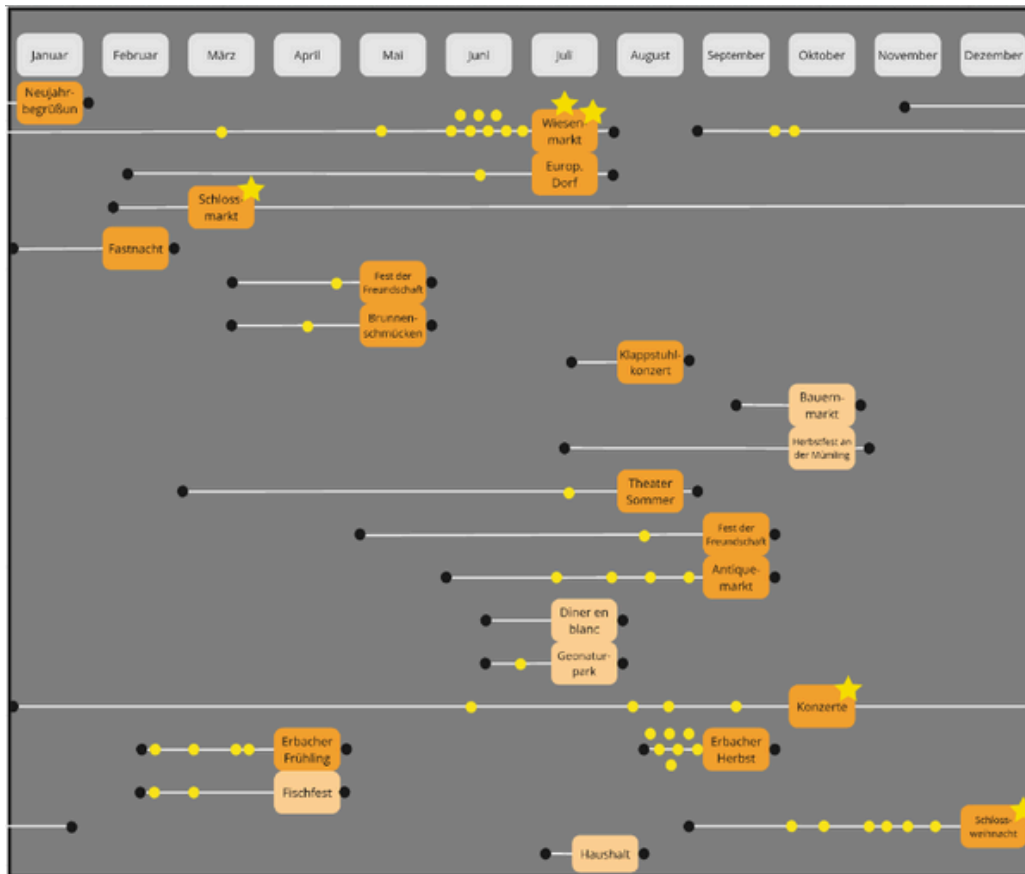 Januar
Februar
März
April
Mai
Juni
Juli
August
September
Oktober
November
Dezember
Neujahr-
begrüßun
Wiesen-
markt
Europ.
Dorf
Schloss-
markt
Fastnacht
Fest der
Freundschaft
Brunnen-
schmücken
Klappstuhl-
konzert
Bauern-
markt
Herbstfest an
der Mümling
Theater
Sommer
Fest der
Freundschaft
Antique-
markt
Diner en
blanc
Geonatur-
park
Konzerte
Erbacher
Frühling
Erbacher
Herbst
Fischfest
Schloss-
weihnacht
Haushalt